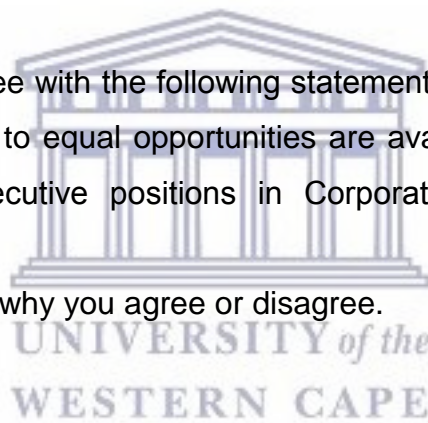 ee with the following statement
to equal opportunities are ava
ecutive positions in Corporat
why you agree or disagree.
UNIVERSITY of the
WESTERN CAPE